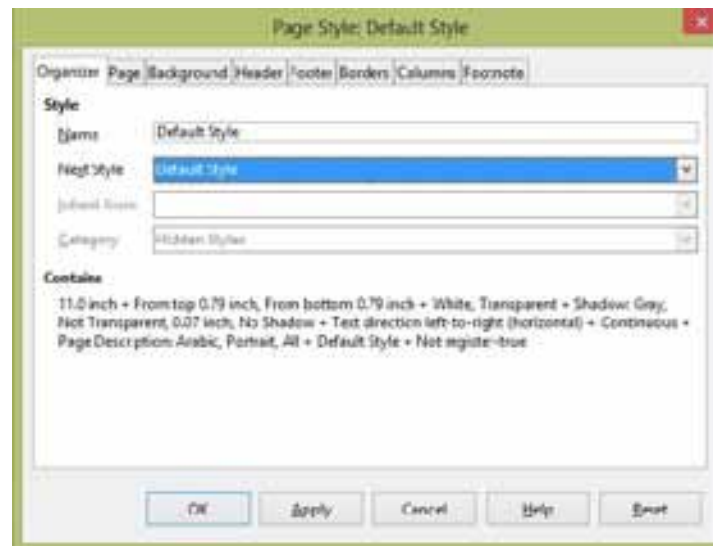 Page Style: Default Style
Organizer Page Background Header Footer Borders Columns Footnote
Style
Name Default Style
Next Style Default Style
Inherit from
Category Hidden Styles
Contains
11.0 inch + From top 0.79 inch, From bottom 0.79 inch + White, Transparent + Shadow: Gray,
Not Transparent, 0.07 inch, No Shadow + Text direction left-to-right (horizontal) + Continuous +
Page Description: Arabic, Portrait, All + Default Style + Not register-true
OK Apply Cancel Help Reset